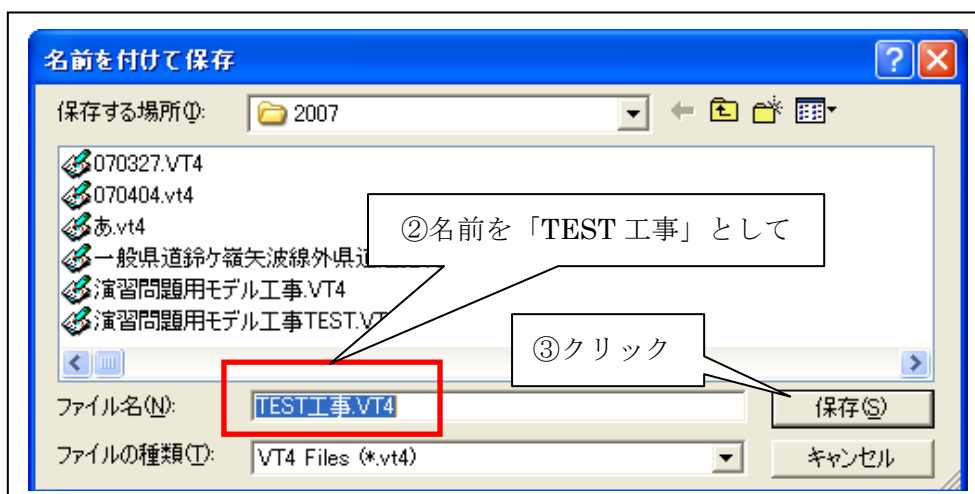 名前を付けて保存
保存する場所(I):
2007
070327.VT4
070404.vt4
あ.vt4
一般県道鈴ケ嶺矢波線外県道
演習問題用モデル工事.VT4
演習問題用モデル工事TEST.VT
②名前を「TEST 工事」として
③クリック
ファイル名(N):
TEST工事.VT4
保存(S)
ファイルの種類(T):
VT4 Files (*.vt4)
キャンセル